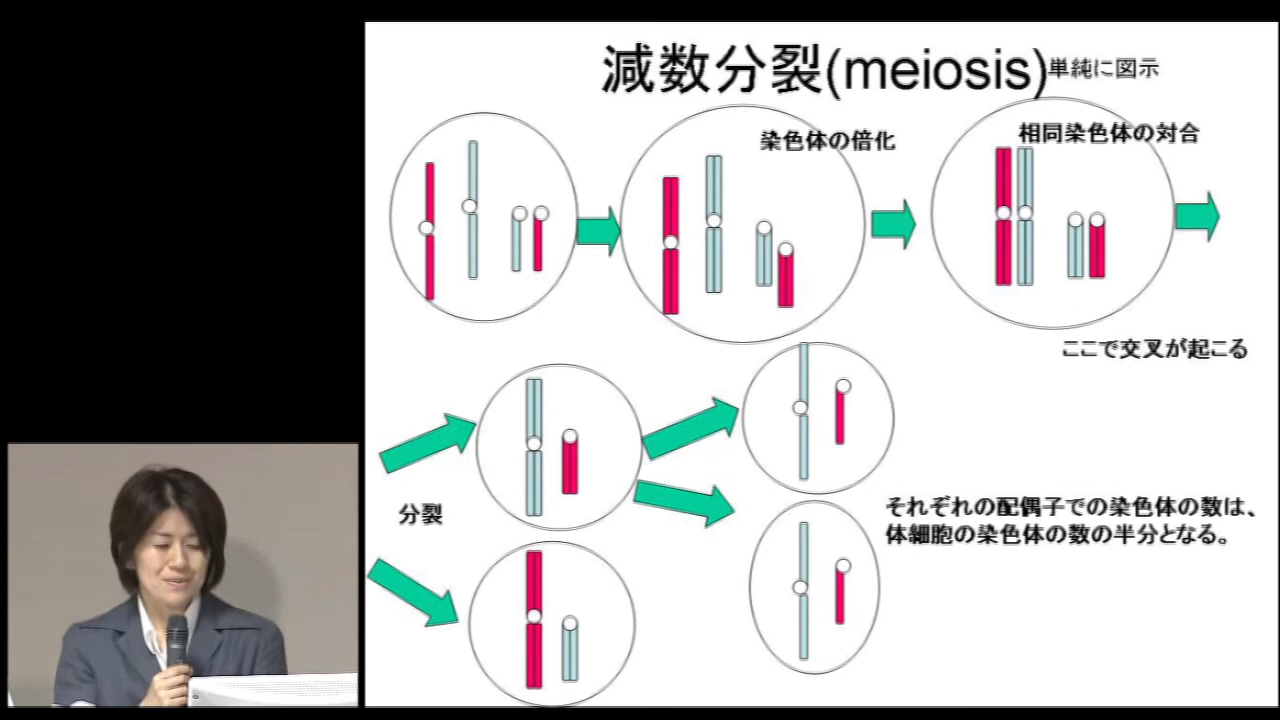 減数分裂(meiosis)単純に図示
染色体の倍化
相同染色体の対合
ここで交叉が起こる
分裂
それぞれの配偶子での染色体の数は、
体細胞の染色体の数の半分となる。